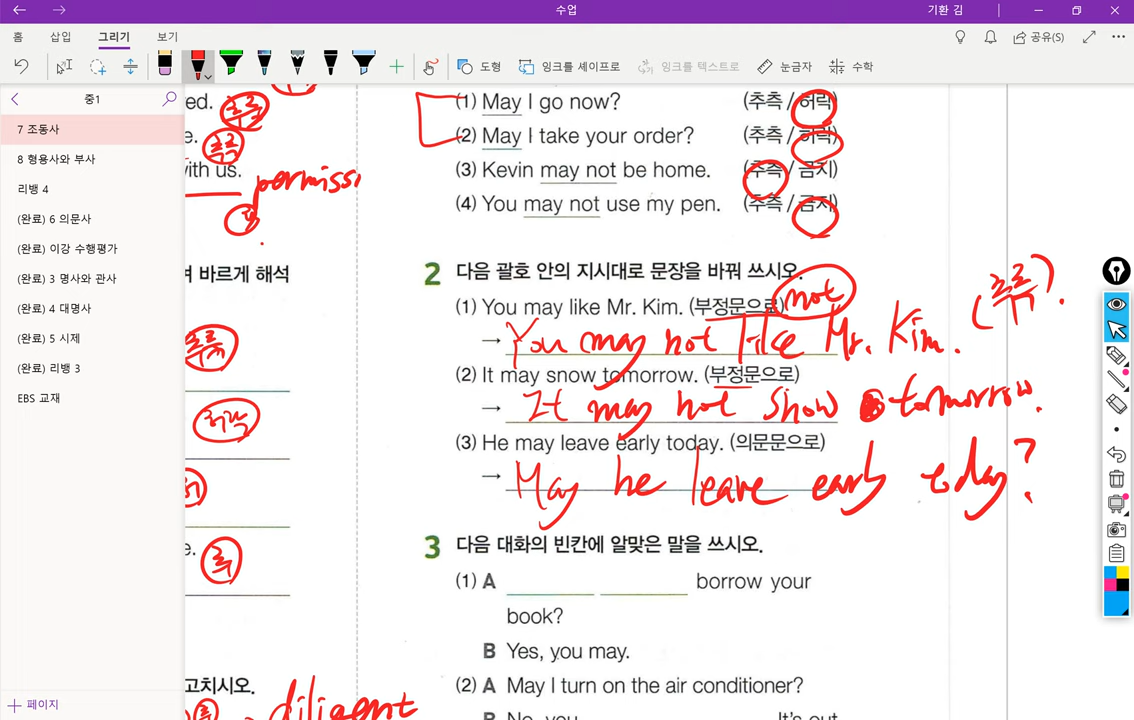 수업
기환 김
홈 삽입 그리기 보기
공유(S)
도형 잉크를 셰이프로 잉크를 텍스트로 눈금자 수학
중1
7 조동사
8 형용사와 부사
리뱅 4
(완료) 6 의문사
(완료) 이강 수행평가
(완료) 3 명사와 관사
(완료) 4 대명사
(완료) 5 시제
(완료) 리뱅 3
EBS 교재
페이지
ed.
e.
with us.
permissi
며 바르게 해석
허락
e.
고치시오.
diligent
(1) May I go now? (추측 / 허락)
(2) May I take your order? (추측 / 허락)
(3) Kevin may not be home. (추측 / 금지)
(4) You may not use my pen. (추측 / 금지)
2 다음 괄호 안의 지시대로 문장을 바꿔 쓰시오.
(1) You may like Mr. Kim. (부정문으로) not
→ You may not like Mr. Kim. (추측).
(2) It may snow tomorrow. (부정문으로)
→ It may not snow tomorrow.
(3) He may leave early today. (의문문으로)
→ May he leave early today?
3 다음 대화의 빈칸에 알맞은 말을 쓰시오.
(1) A borrow your
book?
B Yes, you may.
(2) A May I turn on the air conditioner?
B No, you It's out